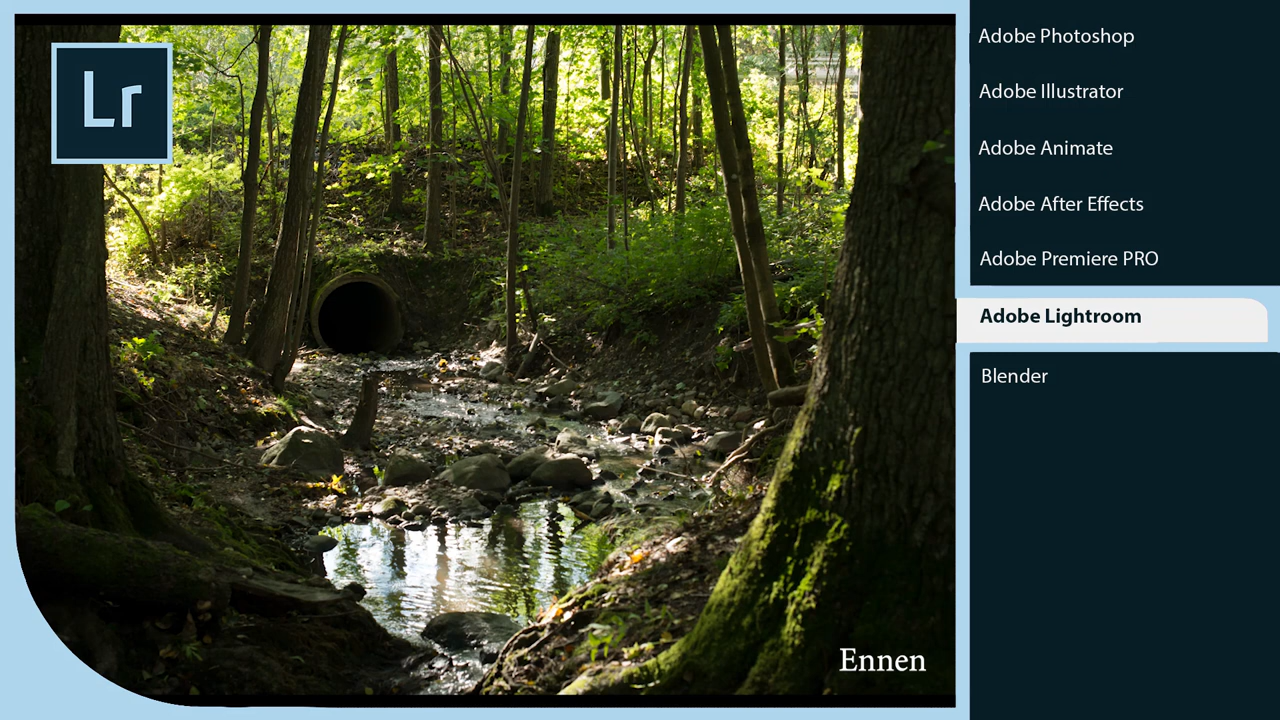 Lr
Adobe Photoshop
Adobe Illustrator
Adobe Animate
Adobe After Effects
Adobe Premiere PRO
Adobe Lightroom
Blender
Ennen